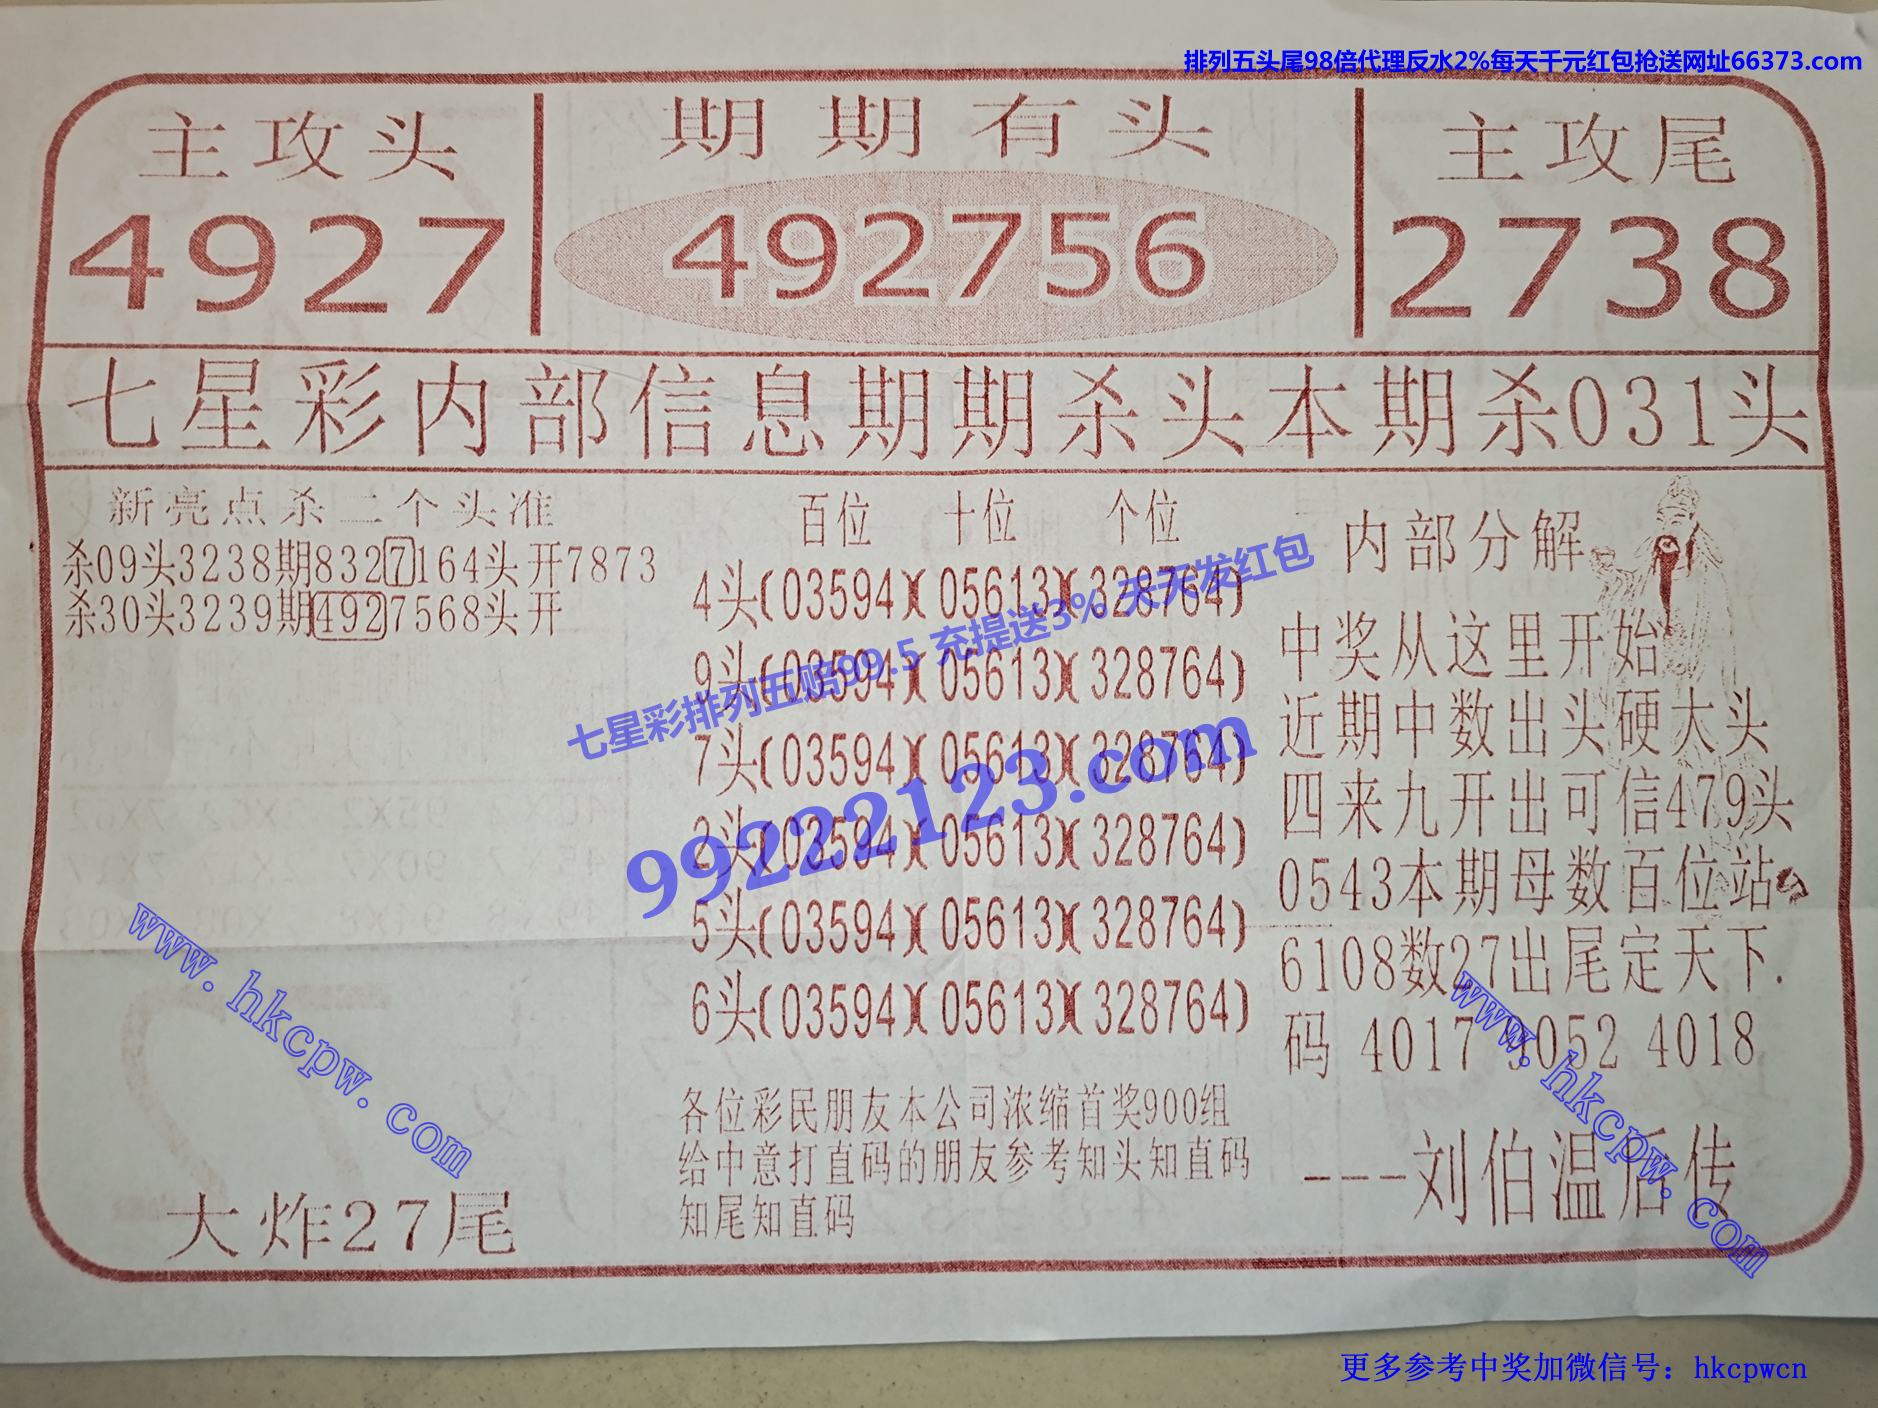 排列五头尾98倍代理反水2%每天千元红包抢送网址66373.com
主攻头
4927
期期有头
492756
主攻尾
2738
七星彩内部信息期期杀头本期杀031头
新亮点杀二个头准
杀09头3238期8327164头开7873
杀30头3239期4927568头开
大炸27尾
百位 十位 个位
4头(03594)(05613)(328764)
9头(03594)(05613)(328764)
7头(03594)(05613)(328764)
2头(03594)(05613)(328764)
5头(03594)(05613)(328764)
6头(03594)(05613)(328764)
各位彩民朋友本公司浓缩首奖900组
给中意打直码的朋友参考知头知直码
知尾知直码
内部分解
中奖从这里开始
近期中数出头硬大头
四来九开出可信479头
0543本期母数百位站
6108数27出尾定天下.
码 4017 9052 4018
---刘伯温后传
七星彩排列五赔99.5 充提送3% 天天发红包
99222123.com
www.hkcpw.com
www.hkcpw.com
更多参考中奖加微信号：hkcpwcn